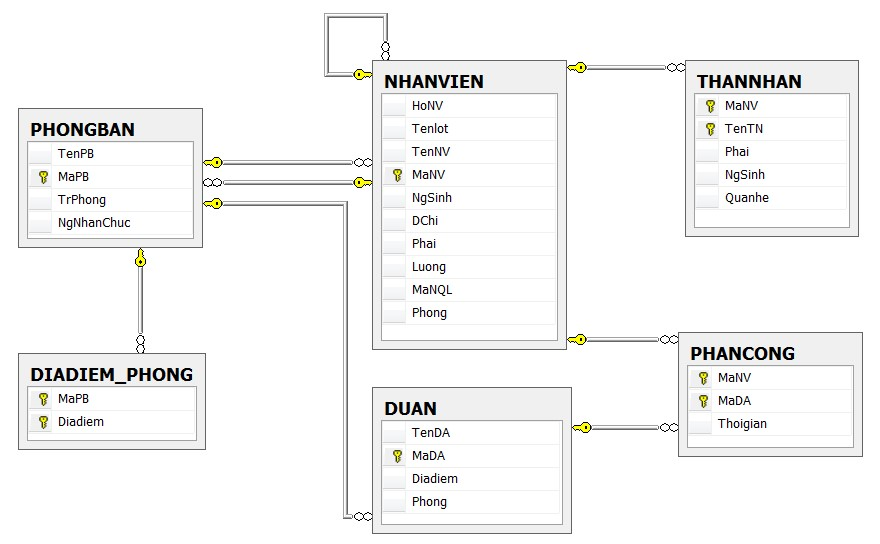 PHONGBAN
TenPB
MaPB
TrPhong
NgNhanChuc
NHANVIEN
HoNV
Tenlot
TenNV
MaNV
NgSinh
DChi
Phai
Luong
MaNQL
Phong
THANNHAN
MaNV
TenTN
Phai
NgSinh
Quanhe
DIADIEM_PHONG
MaPB
Diadiem
DUAN
TenDA
MaDA
Diadiem
Phong
PHANCONG
MaNV
MaDA
Thoigian